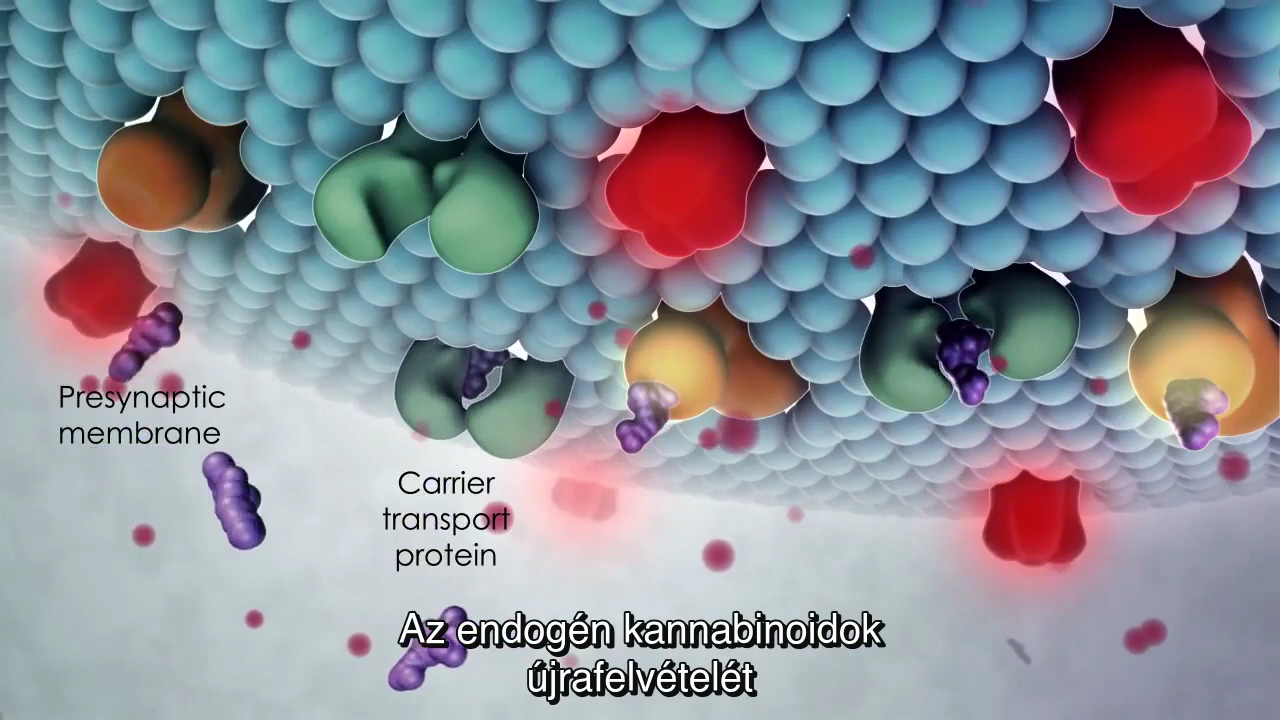 Presynaptic
membrane
Carrier
transport
protein
Az endogén kannabinoidok
újrafelvételét